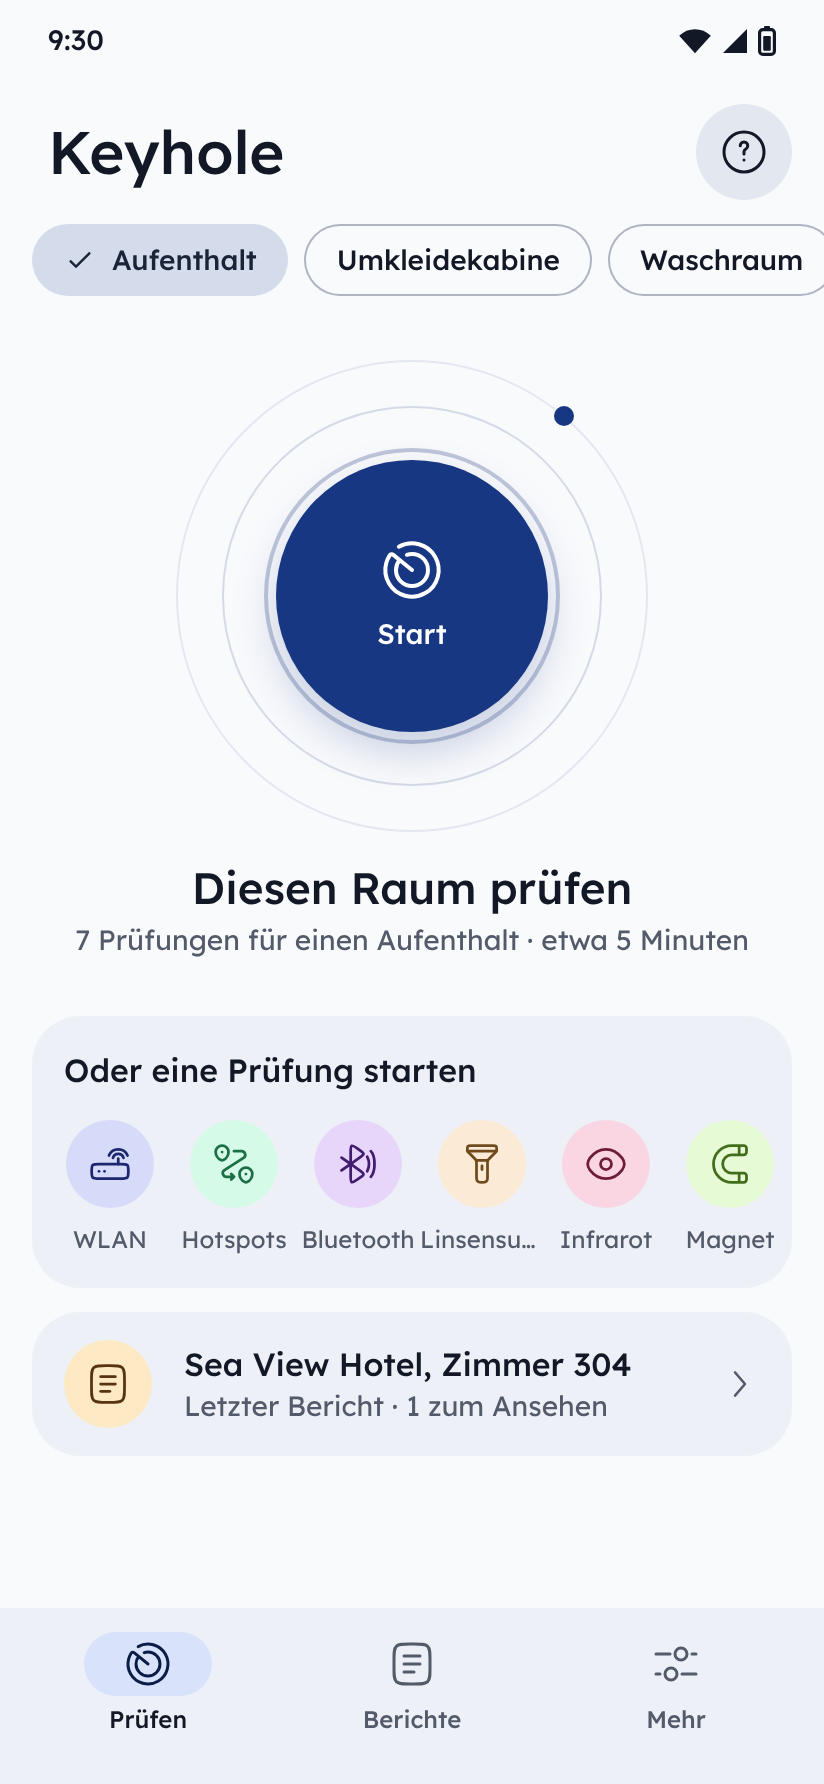 9:30
Keyhole
Aufenthalt
Umkleidekabine
Waschraum
Start
Diesen Raum prüfen
7 Prüfungen für einen Aufenthalt · etwa 5 Minuten
Oder eine Prüfung starten
WLAN
Hotspots
Bluetooth
Linsensu...
Infrarot
Magnet
Sea View Hotel, Zimmer 304
Letzter Bericht · 1 zum Ansehen
Prüfen
Berichte
Mehr